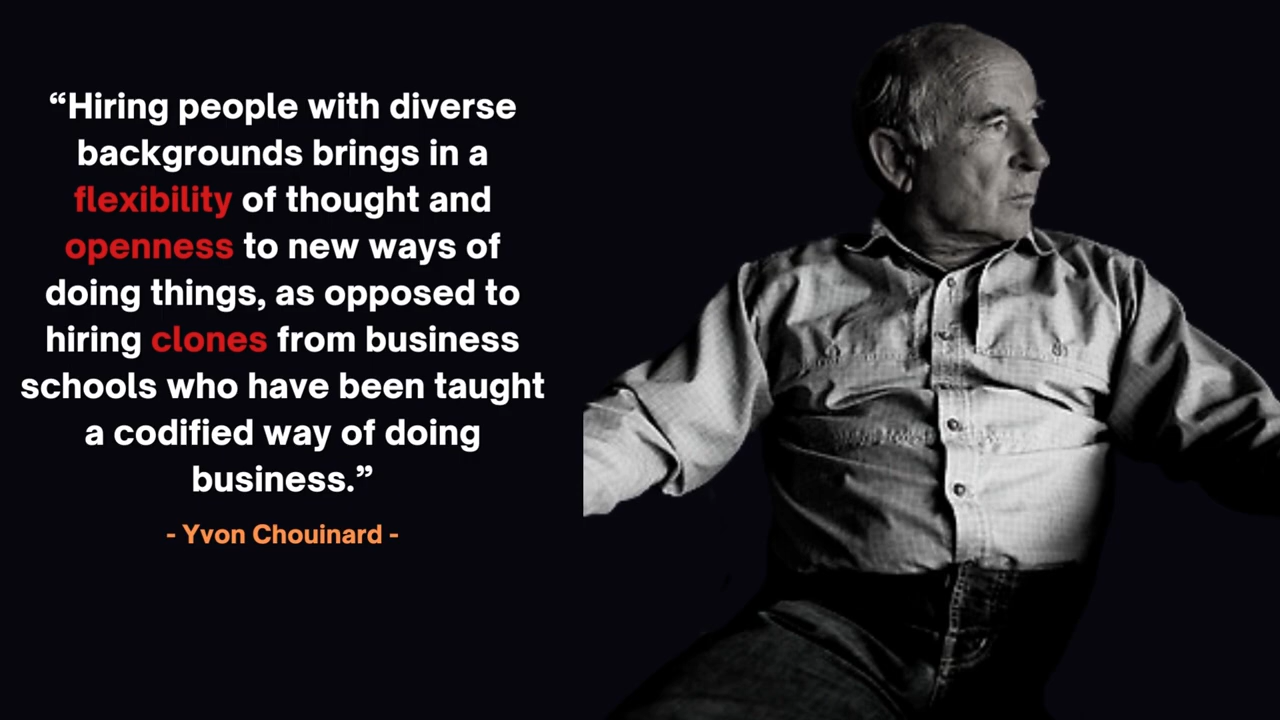 “Hiring people with diverse
backgrounds brings in a
flexibility of thought and
openness to new ways of
doing things, as opposed to
hiring clones from business
schools who have been taught
a codified way of doing
business.”
- Yvon Chouinard -